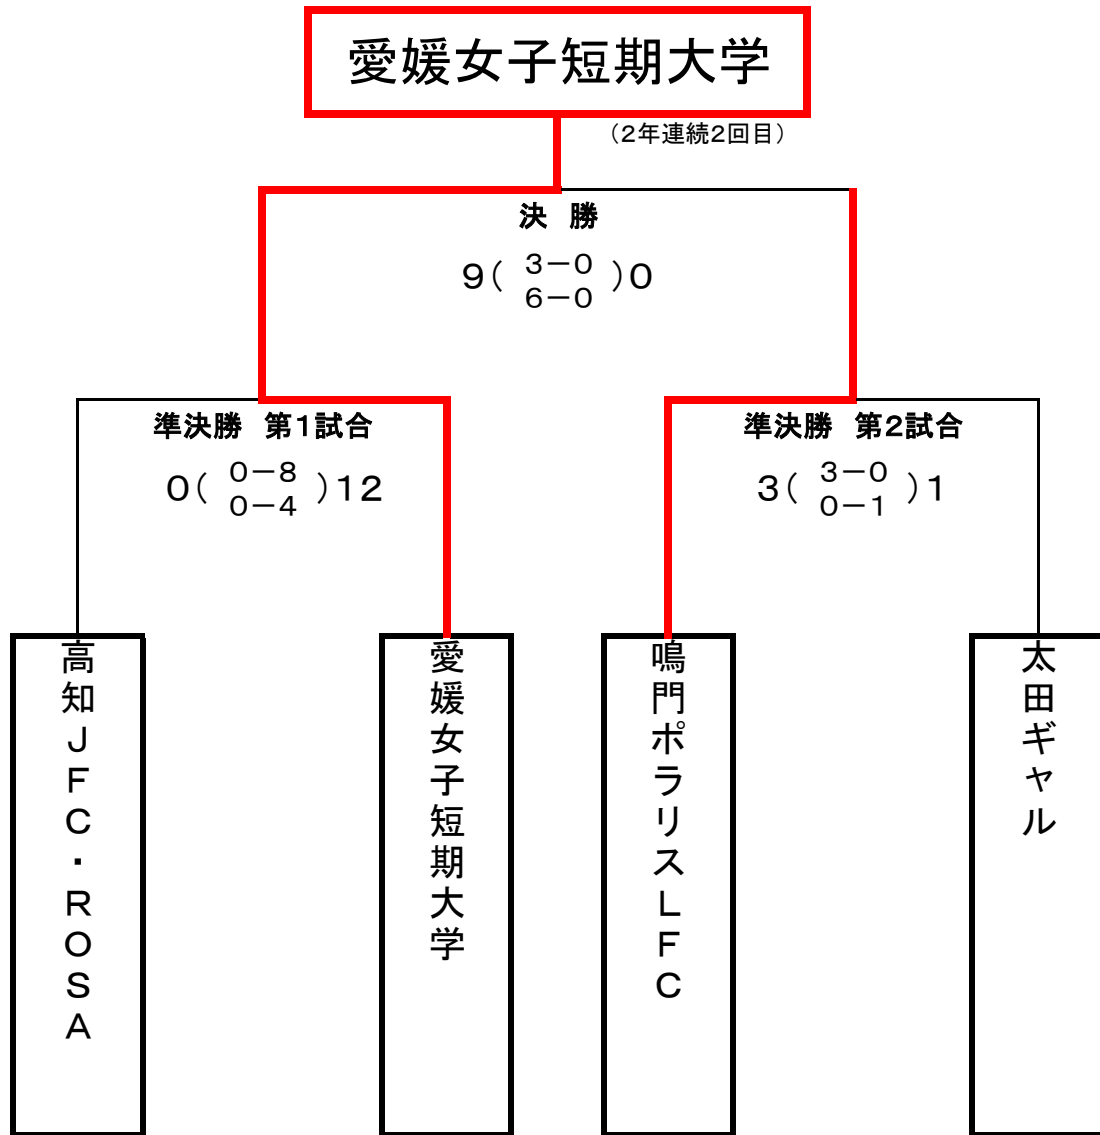 愛媛女子短期大学
（2年連続2回目）
決　勝
9（ 3－0 ）0
6－0
準決勝　第1試合
0（ 0－8 ）12
0－4
準決勝　第2試合
3（ 3－0 ）1
0－1
高知JFC・ROSA
愛媛女子短期大学
鳴門ポラリスLFC
太田ギャル